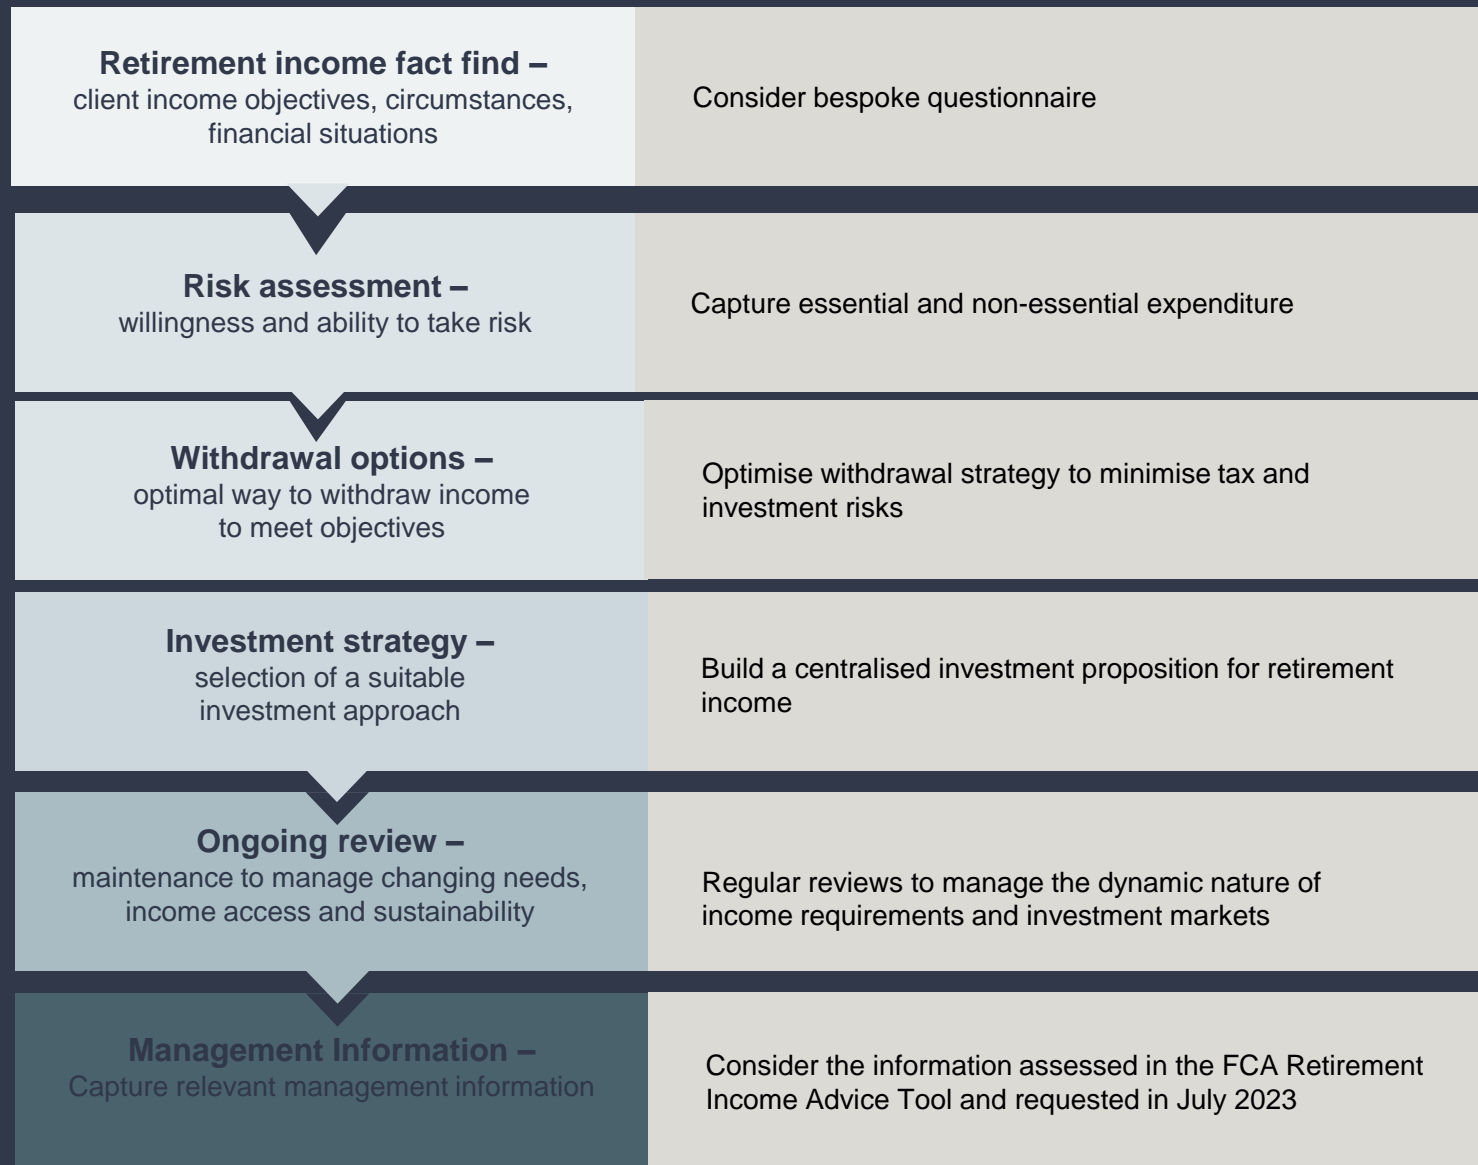 Retirement income fact find –
client income objectives, circumstances,
financial situations
Consider bespoke questionnaire
Risk assessment –
willingness and ability to take risk
Capture essential and non-essential expenditure
Withdrawal options –
optimal way to withdraw income
to meet objectives
Optimise withdrawal strategy to minimise tax and
investment risks
Investment strategy –
selection of a suitable
investment approach
Build a centralised investment proposition for retirement
income
Ongoing review –
maintenance to manage changing needs,
income access and sustainability
Regular reviews to manage the dynamic nature of
income requirements and investment markets
Management Information –
Capture relevant management information
Consider the information assessed in the FCA Retirement
Income Advice Tool and requested in July 2023